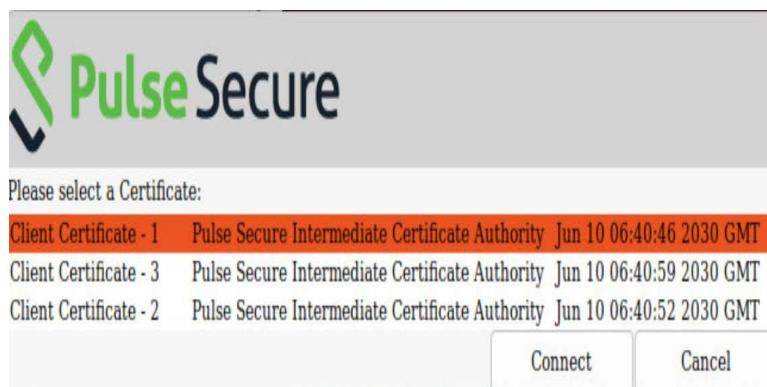 Pulse Secure
Please select a Certificate:
Client Certificate - 1 Pulse Secure Intermediate Certificate Authority Jun 10 06:40:46 2030 GMT
Client Certificate - 3 Pulse Secure Intermediate Certificate Authority Jun 10 06:40:59 2030 GMT
Client Certificate - 2 Pulse Secure Intermediate Certificate Authority Jun 10 06:40:52 2030 GMT
Connect Cancel